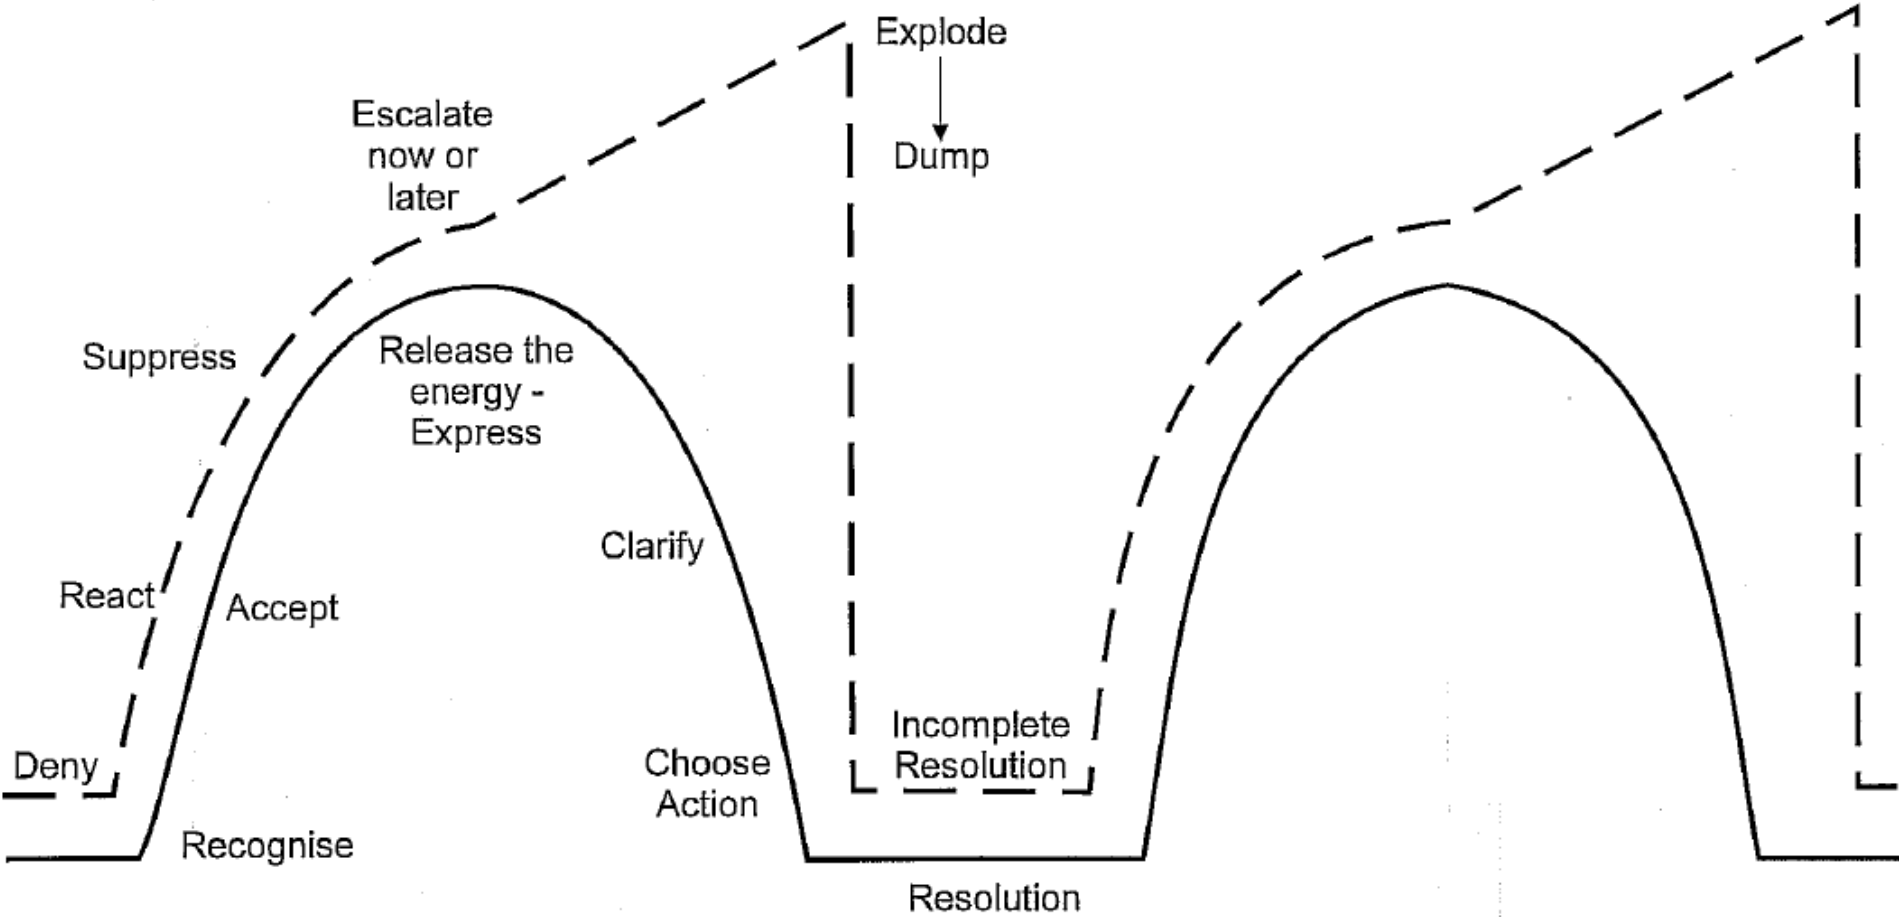 Explode
Dump
Escalate
now or
later
Suppress
Release the
energy -
Express
Clarify
React
Accept
Incomplete
Resolution
Deny
Choose
Action
Recognise
Resolution